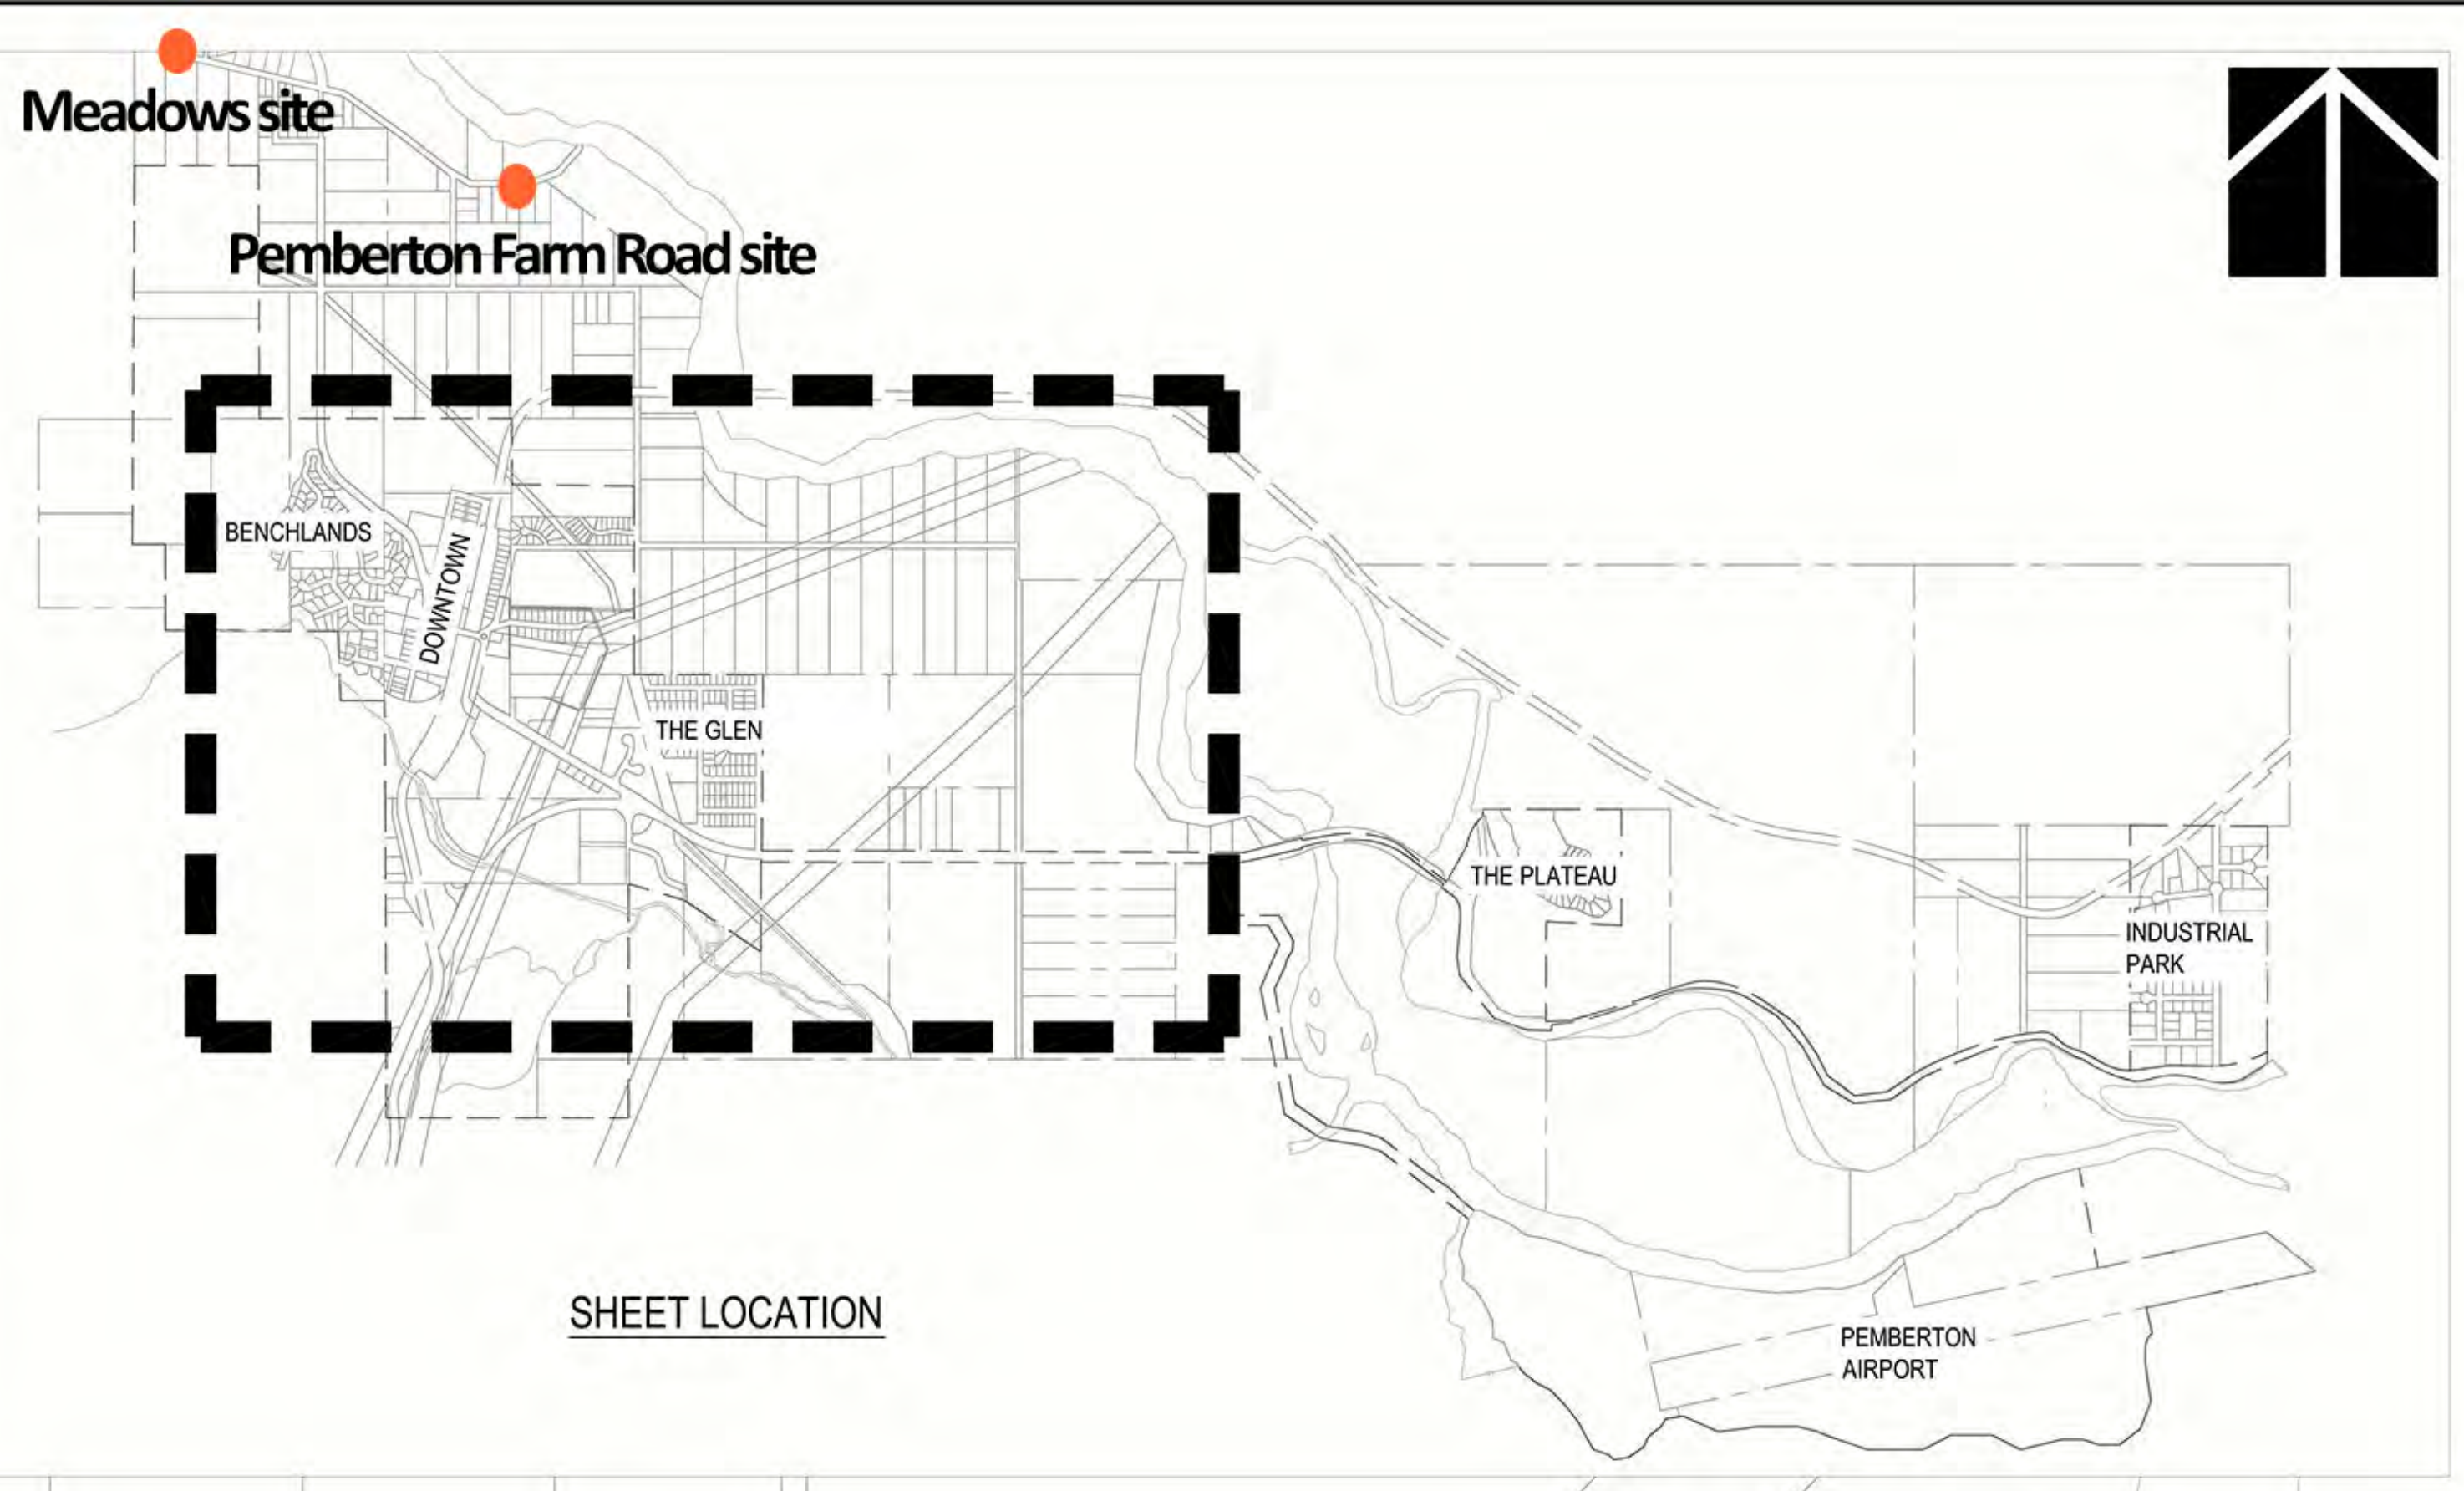 Meadows site
Pemberton Farm Road site
BENCHLANDS
DOWNTOWN
THE GLEN
THE PLATEAU
INDUSTRIAL
PARK
SHEET LOCATION
PEMBERTON
AIRPORT